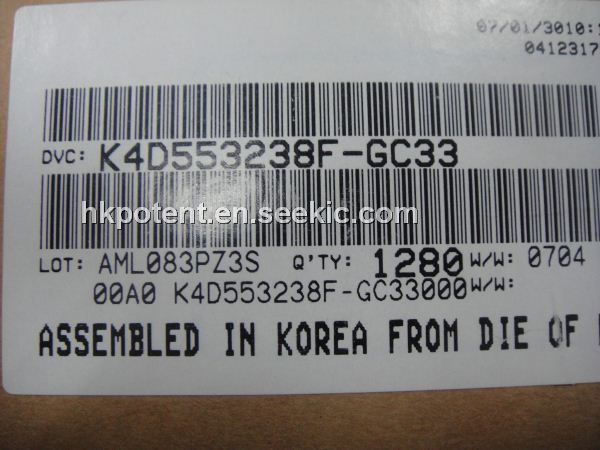 07/01/3010:1
0412317
DVC: K4D553238F-GC33
hkpotent.en.seekic.com
LOT: AML083PZ3S Q'TY: 1280 W/W: 0704
00A0 K4D553238F-GC33000 W/W:
ASSEMBLED IN KOREA FROM DIE OF